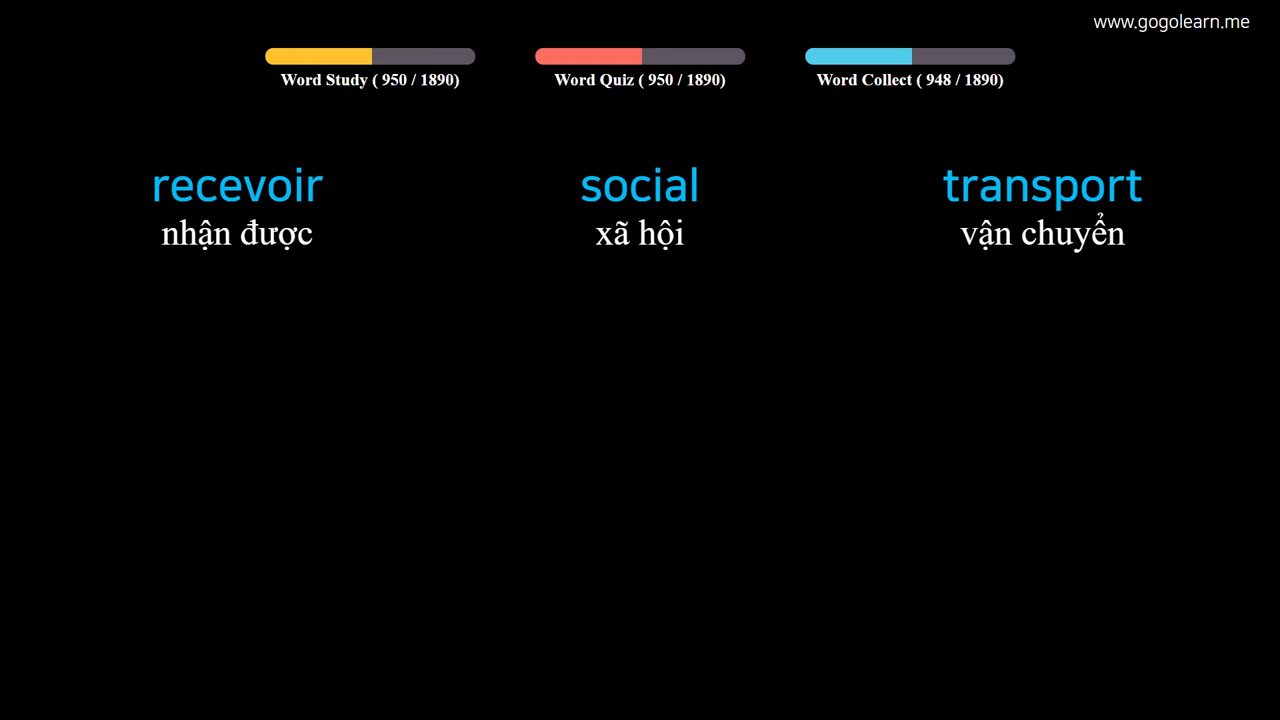 www.gogolearn.me
Word Study ( 950 / 1890)
Word Quiz ( 950 / 1890)
Word Collect ( 948 / 1890)
recevoir
nhận được
social
xã hội
transport
vận chuyển